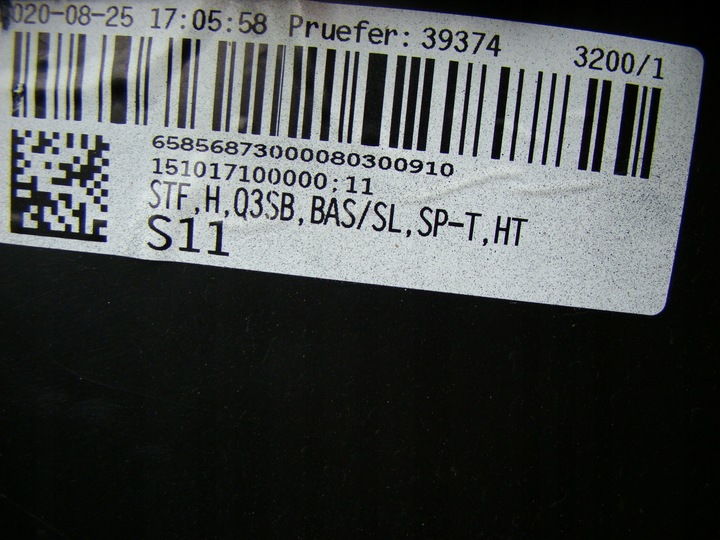 020-08-25 17:05:58 Pruefer: 39374 3200/1
65856873000080300910
151017100000;11
STF,H,Q3SB,BAS/SL,SP-T,HT
S11